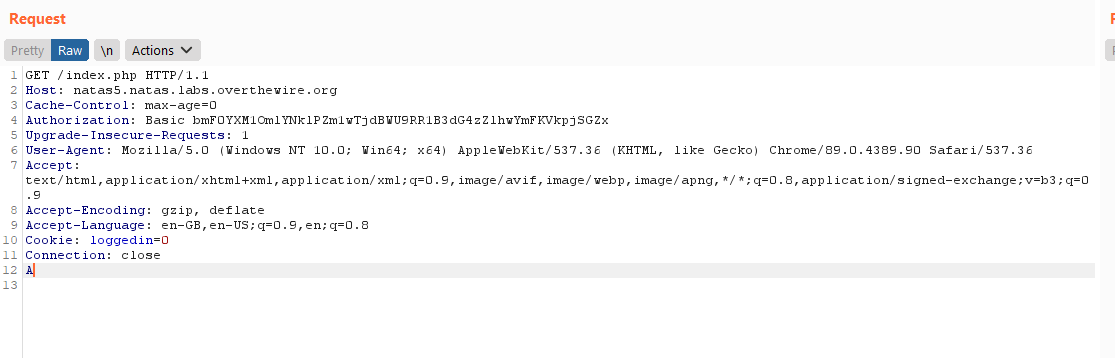 Request
Pretty Raw \n Actions
1 GET /index.php HTTP/1.1
2 Host: natas5.natas.labs.overthewire.org
3 Cache-Control: max-age=0
4 Authorization: Basic bmF0YXM1OmlYNklPZm1wTjdBWU9RR1B3dG4zZlhwYmFKVkpjSGZx
5 Upgrade-Insecure-Requests: 1
6 User-Agent: Mozilla/5.0 (Windows NT 10.0; Win64; x64) AppleWebKit/537.36 (KHTML, like Gecko) Chrome/89.0.4389.90 Safari/537.36
7 Accept:
text/html,application/xhtml+xml,application/xml;q=0.9,image/avif,image/webp,image/apng,*/*;q=0.8,application/signed-exchange;v=b3;q=0
.9
8 Accept-Encoding: gzip, deflate
9 Accept-Language: en-GB,en-US;q=0.9,en;q=0.8
10 Cookie: loggedin=0
11 Connection: close
12 A
13